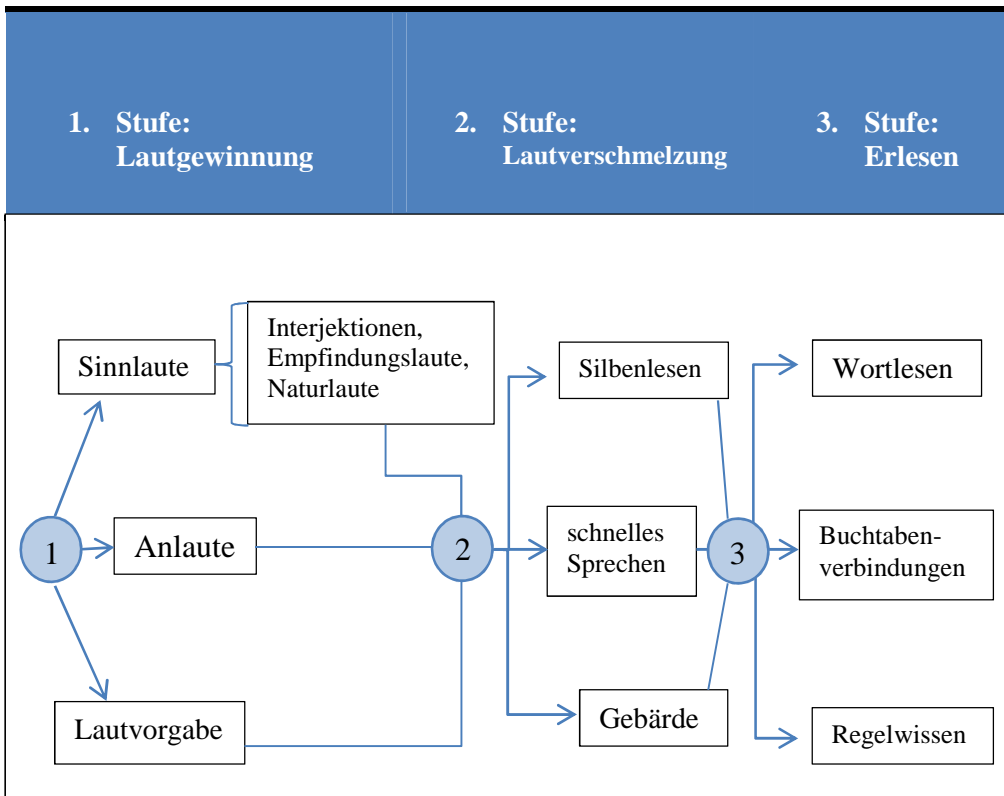 1. Stufe:
Lautgewinnung
2. Stufe:
Lautverschmelzung
3. Stufe:
Erlesen
Sinnlaute
Interjektionen,
Empfindungslaute,
Naturlaute
Silbenlesen
Wortlesen
1
Anlaute
2
schnelles
Sprechen
3
Buchtaben-
verbindungen
Lautvorgabe
Gebärde
Regelwissen